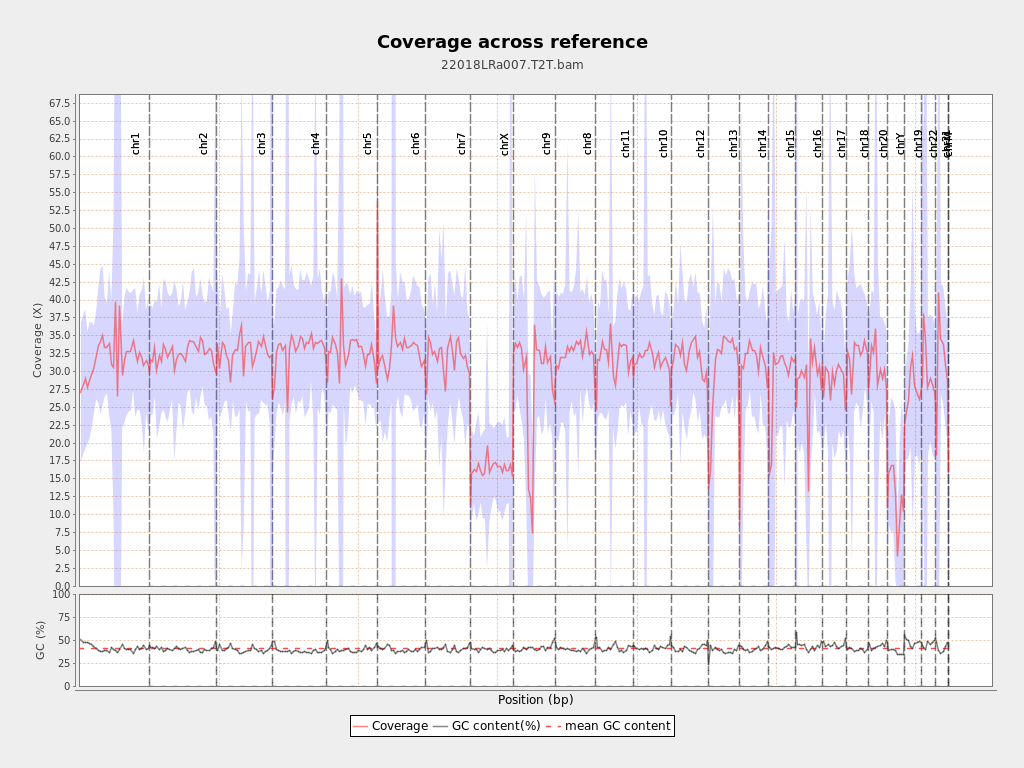 Coverage across reference
22018LRa007.T2T.bam
Coverage (X)
67.5
65.0
62.5
60.0
57.5
55.0
52.5
50.0
47.5
45.0
42.5
40.0
37.5
35.0
32.5
30.0
27.5
25.0
22.5
20.0
17.5
15.0
12.5
10.0
7.5
5.0
2.5
0.0
chr1
chr2
chr3
chr4
chr5
chr6
chr7
chrX
chr9
chr8
chr11
chr10
chr12
chr13
chr14
chr15
chr16
chr17
chr18
chr20
chrY
chr19
chr22
GC (%)
100
75
50
25
0
Position (bp)
Coverage GC content(%) mean GC content